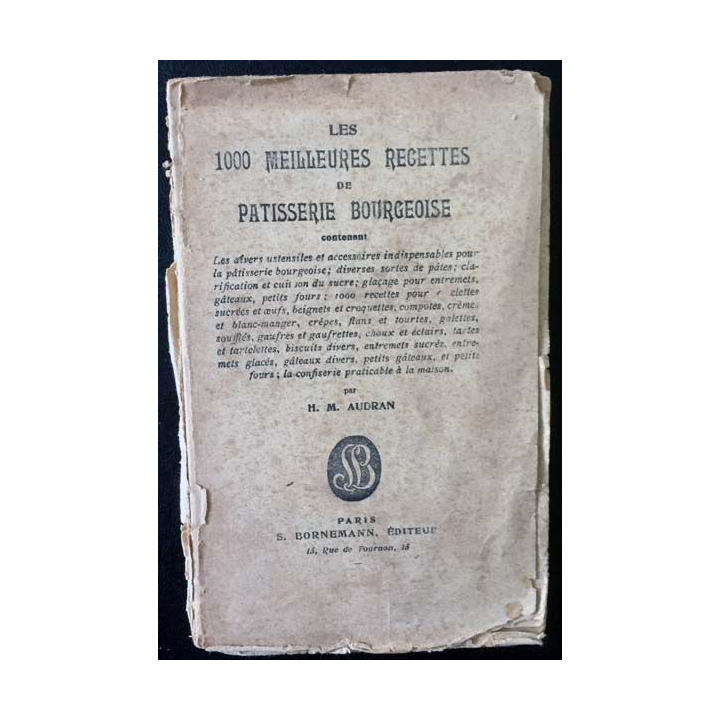 LES
1000 MEILLEURES RECETTES
DE
PATISSERIE BOURGEOISE
contenant
Les divers ustensiles et accessoires indispensables pour
la pâtisserie bourgeoise; diverses sortes de pâtes; cla-
rification et cuisson du sucre; glaçage pour entremets,
gâteaux, petits fours; 1000 recettes pour
sucrées et œufs, beignets et croquettes, compotes, crèmes
et blanc-manger, crêpes, flans et tourtes, galettes,
soufflés, gaufres et gaufrettes, choux et éclairs, tartes
et tartelettes, biscuits divers, entremets sucrés, entre-
mets glacés, gâteaux divers, petits gâteaux, et petits
fours; la confiserie praticable à la maison.
par
H. M. AUDRAN
SB
PARIS
S. BORNEMANN, ÉDITEUR
15, Rue de Tournon, 15